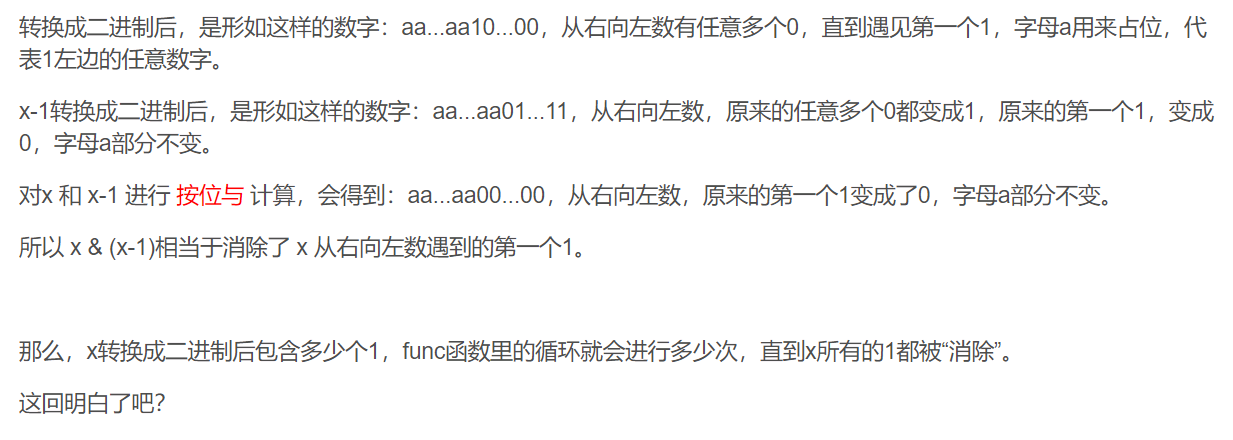 转换成二进制后，是形如这样的数字：aa...aa10...00，从右向左数有任意多个0，直到遇见第一个1，字母a用来占位，代
表1左边的任意数字。
x-1转换成二进制后，是形如这样的数字：aa...aa01...11，从右向左数，原来的任意多个0都变成1，原来的第一个1，变成
0，字母a部分不变。
对x 和 x-1 进行 按位与 计算，会得到：aa...aa00...00，从右向左数，原来的第一个1变成了0，字母a部分不变。
所以 x & (x-1)相当于消除了 x 从右向左数遇到的第一个1。
那么，x转换成二进制后包含多少个1，func函数里的循环就会进行多少次，直到x所有的1都被“消除”。
这回明白了吧？